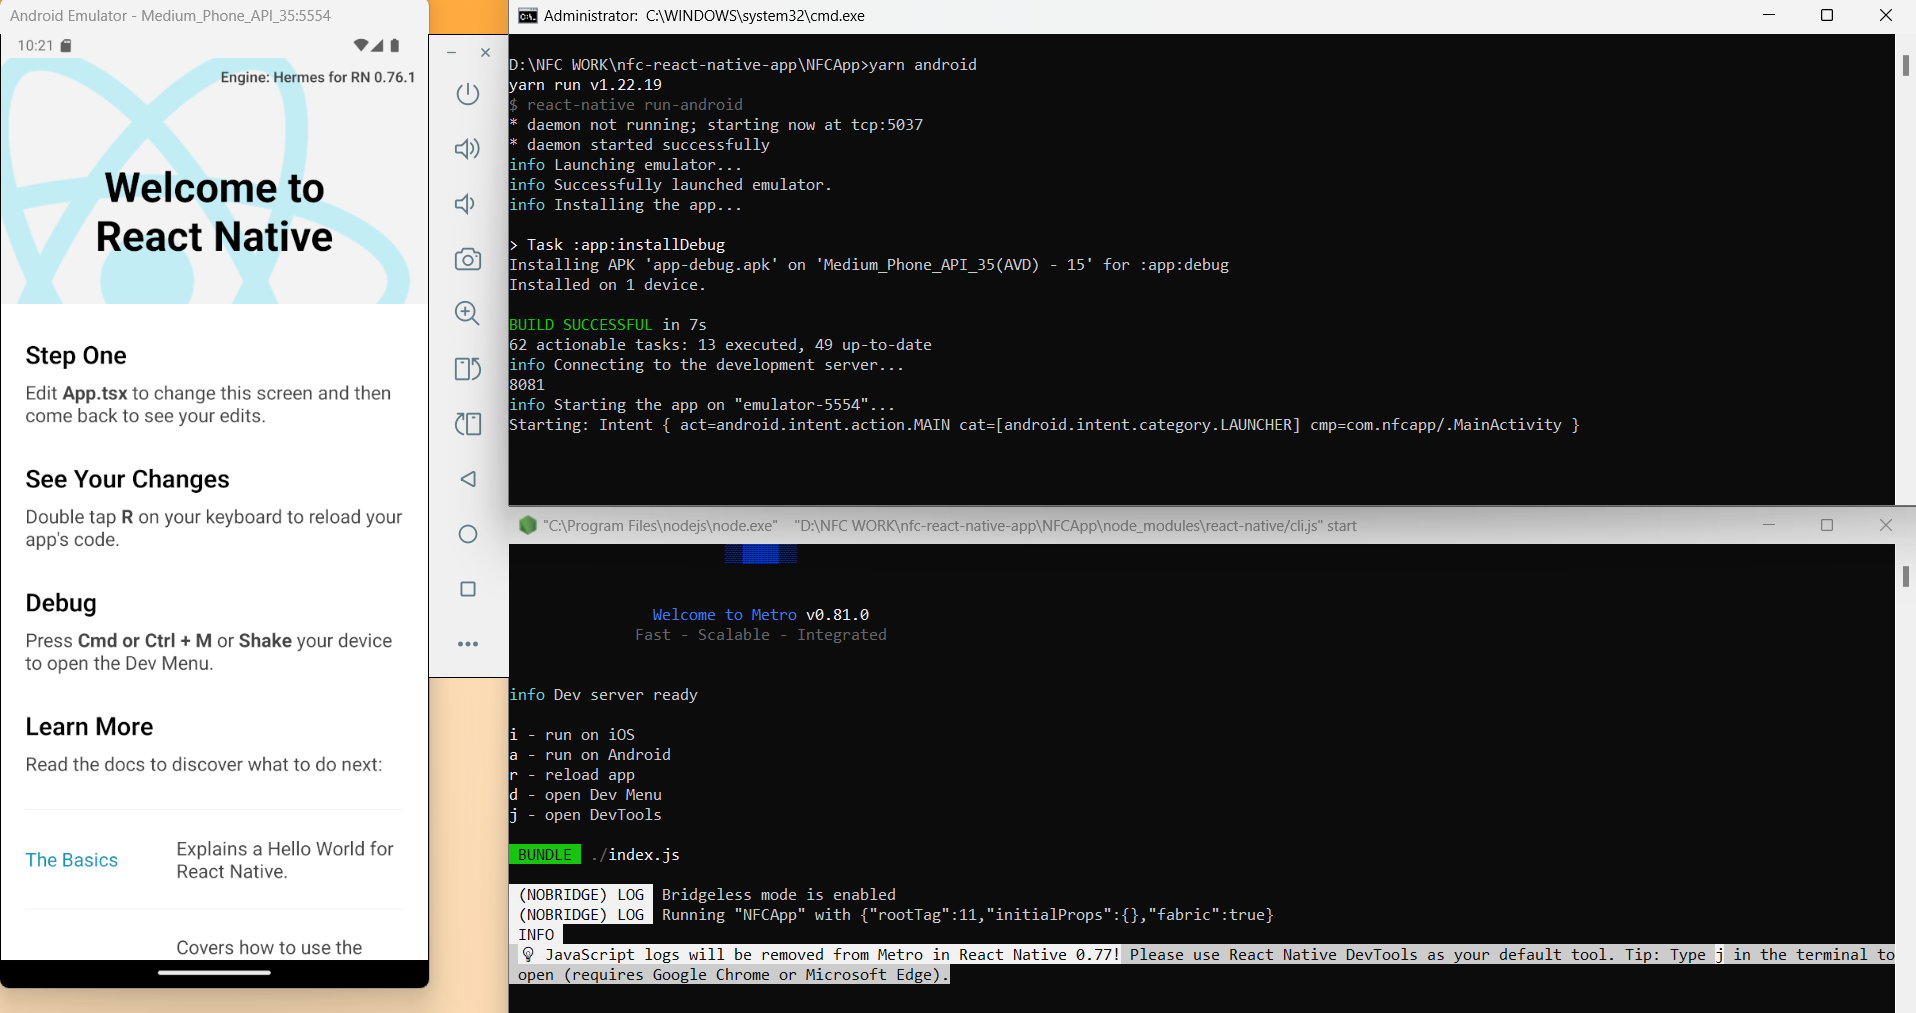 Android Emulator - Medium_Phone_API_35:5554
10:21
Engine: Hermes for RN 0.76.1
Welcome to
React Native
Step One
Edit App.tsx to change this screen and then
come back to see your edits.
See Your Changes
Double tap R on your keyboard to reload your
app's code.
Debug
Press Cmd or Ctrl + M or Shake your device
to open the Dev Menu.
Learn More
Read the docs to discover what to do next:
The Basics
Explains a Hello World for
React Native.
Covers how to use the
Administrator: C:\WINDOWS\system32\cmd.exe
D:\NFC WORK\nfc-react-native-app\NFCApp>yarn android
yarn run v1.22.19
$ react-native run-android
* daemon not running; starting now at tcp:5037
* daemon started successfully
info Launching emulator...
info Successfully launched emulator.
info Installing the app...
> Task :app:installDebug
Installing APK 'app-debug.apk' on 'Medium_Phone_API_35(AVD) - 15' for :app:debug
Installed on 1 device.
BUILD SUCCESSFUL in 7s
62 actionable tasks: 13 executed, 49 up-to-date
info Connecting to the development server...
8081
info Starting the app on "emulator-5554"...
Starting: Intent { act=android.intent.action.MAIN cat=[android.intent.category.LAUNCHER] cmp=com.nfcapp/.MainActivity }
"C:\Program Files\nodejs\node.exe" "D:\NFC WORK\nfc-react-native-app\NFCApp\node_modules\react-native/cli.js" start
Welcome to Metro v0.81.0
Fast - Scalable - Integrated
info Dev server ready
i - run on iOS
a - run on Android
r - reload app
d - open Dev Menu
j - open DevTools
BUNDLE ./index.js
(NOBRIDGE) LOG Bridgeless mode is enabled
(NOBRIDGE) LOG Running "NFCApp" with {"rootTag":11,"initialProps":{},"fabric":true}
INFO
💡 JavaScript logs will be removed from Metro in React Native 0.77! Please use React Native DevTools as your default tool. Tip: Type j in the terminal to
open (requires Google Chrome or Microsoft Edge).